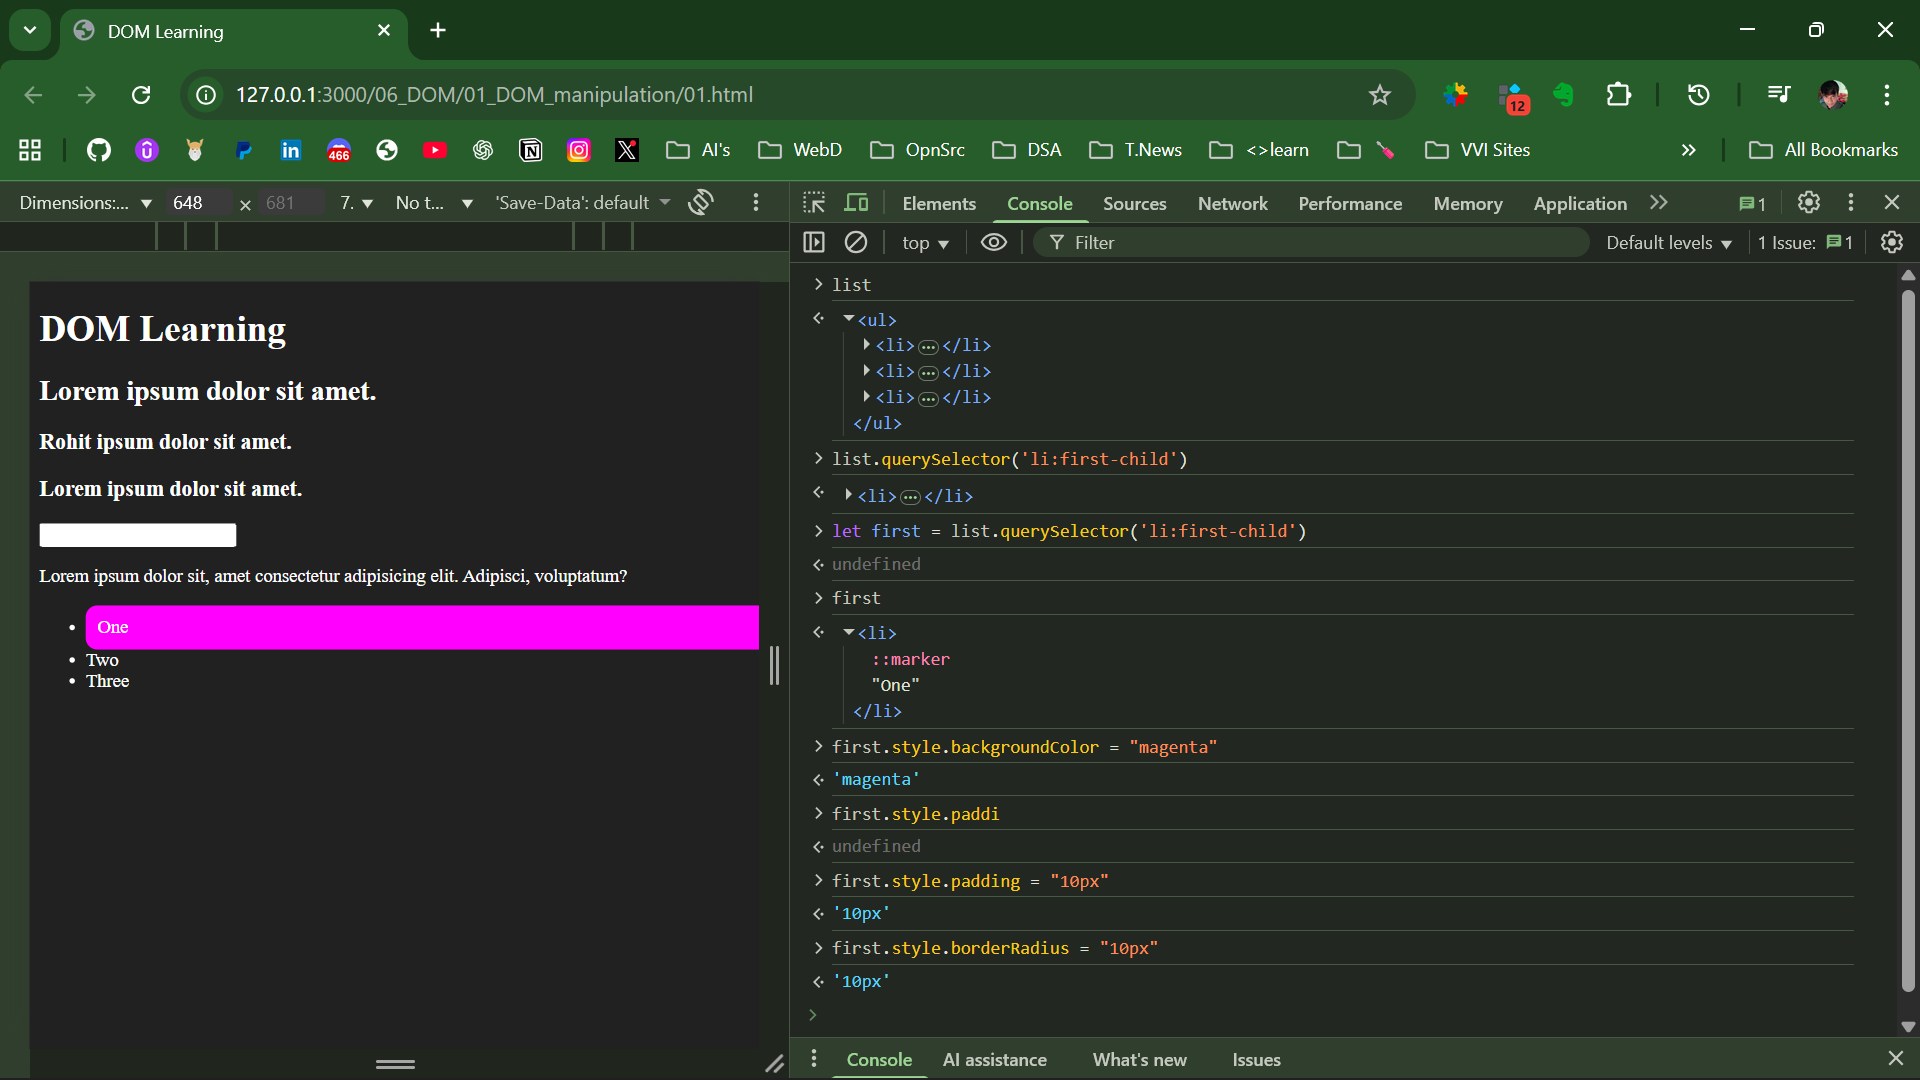 DOM Learning
127.0.0.1:3000/06_DOM/01_DOM_manipulation/01.html
12
466
AI's
WebD
OpnSrc
DSA
T.News
<>learn
VVI Sites
All Bookmarks
Dimensions:... 648 × 681 7. No t... 'Save-Data': default
Elements Console Sources Network Performance Memory Application 1
top Filter Default levels 1 Issue: 1
DOM Learning
Lorem ipsum dolor sit amet.
Rohit ipsum dolor sit amet.
Lorem ipsum dolor sit amet.
Lorem ipsum dolor sit, amet consectetur adipisicing elit. Adipisci, voluptatum?
• One
• Two
• Three
list
<ul>
<li>…</li>
<li>…</li>
<li>…</li>
</ul>
list.querySelector('li:first-child')
<li>…</li>
let first = list.querySelector('li:first-child')
undefined
first
<li>
::marker
"One"
</li>
first.style.backgroundColor = "magenta"
'magenta'
first.style.paddi
undefined
first.style.padding = "10px"
'10px'
first.style.borderRadius = "10px"
'10px'
Console AI assistance What's new Issues